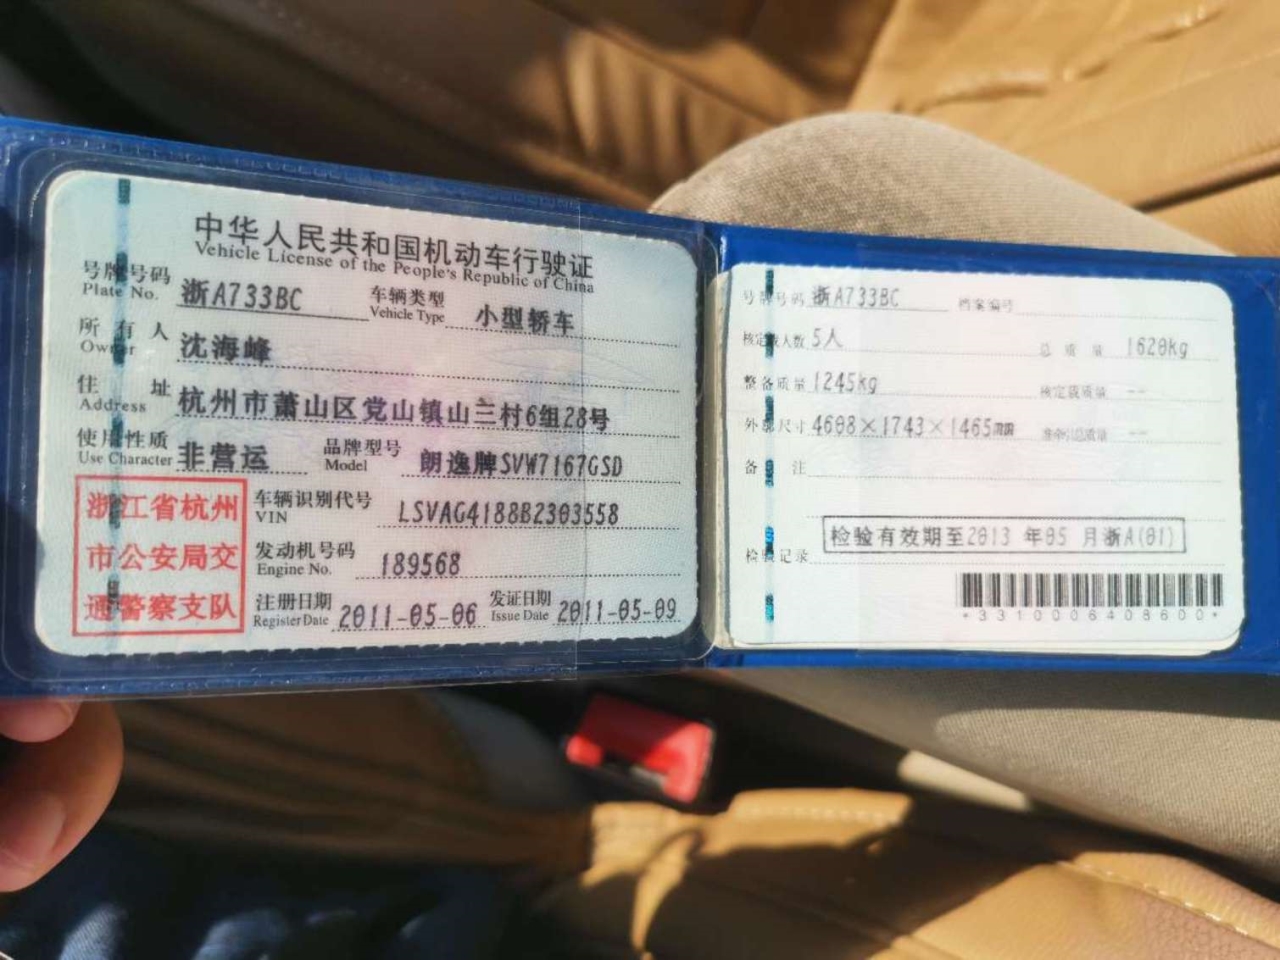 中华人民共和国机动车行驶证
Vehicle License of the People's Republic of China
号牌号码 浙A733BC 车辆类型 小型轿车
Plate No. Vehicle Type
所有人 沈海峰
Owner
住址 杭州市萧山区党山镇山兰村6组28号
Address
使用性质 非营运 品牌型号 朗逸牌SVW7167GSD
Use Character Model
浙江省杭州
市公安局交
通警察支队
车辆识别代号 LSVAG4188B2303558
VIN
发动机号码 189568
Engine No.
注册日期 2011-05-06 发证日期 2011-05-09
Register Date Issue Date
号牌号码 浙A733BC 档案编号
核定载人数 5人 总质量 1620kg
整备质量 1245kg 核定载质量 --
外廓尺寸 4608×1743×1465 准牵引总质量 --
备注
检验有效期至2013 年05 月浙A(01)
检验记录
*3310006408600*